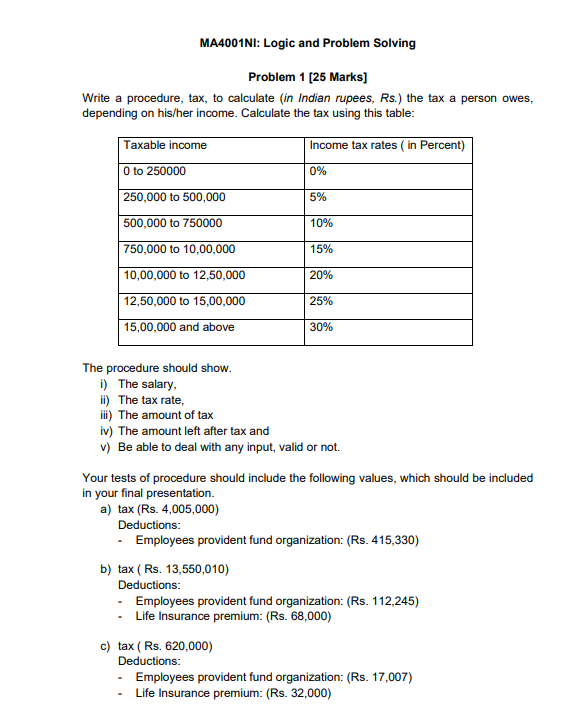 MA4001NI: Logic and Problem Solving
Problem 1 [25 Marks]
Write a procedure, tax, to calculate (in Indian rupees, Rs.) the tax a person owes,
depending on his/her income. Calculate the tax using this table:
Taxable income Income tax rates ( in Percent)
0 to 250000 0%
250,000 to 500,000 5%
500,000 to 750000 10%
750,000 to 10,00,000 15%
10,00,000 to 12,50,000 20%
12,50,000 to 15,00,000 25%
15,00,000 and above 30%
The procedure should show.
i) The salary,
ii) The tax rate,
iii) The amount of tax
iv) The amount left after tax and
v) Be able to deal with any input, valid or not.
Your tests of procedure should include the following values, which should be included
in your final presentation.
a) tax (Rs. 4,005,000)
Deductions:
- Employees provident fund organization: (Rs. 415,330)
b) tax ( Rs. 13,550,010)
Deductions:
- Employees provident fund organization: (Rs. 112,245)
- Life Insurance premium: (Rs. 68,000)
c) tax ( Rs. 620,000)
Deductions:
- Employees provident fund organization: (Rs. 17,007)
- Life Insurance premium: (Rs. 32,000)